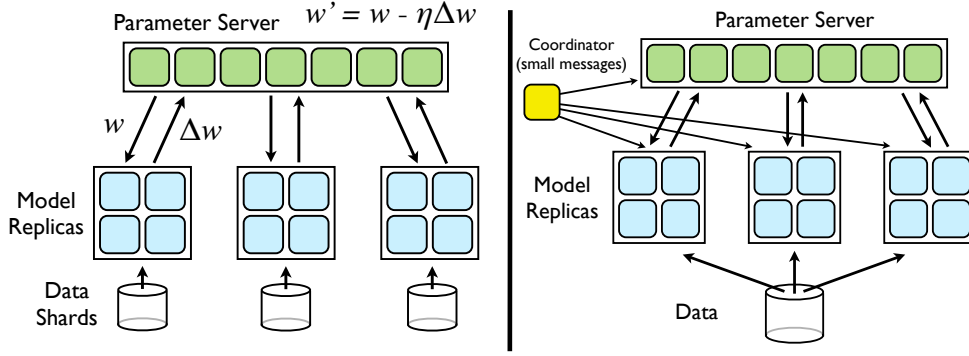 Parameter Server
w' = w - ηΔw
w
Δw
Model
Replicas
Data
Shards
Parameter Server
Coordinator
(small messages)
Model
Replicas
Data